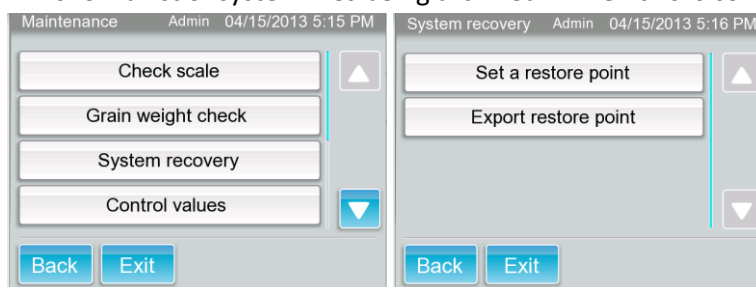 Maintenance Admin 04/15/2013 5:15 PM
Check scale
Grain weight check
System recovery
Control values
Back Exit
System recovery Admin 04/15/2013 5:16 PM
Set a restore point
Export restore point
Back Exit